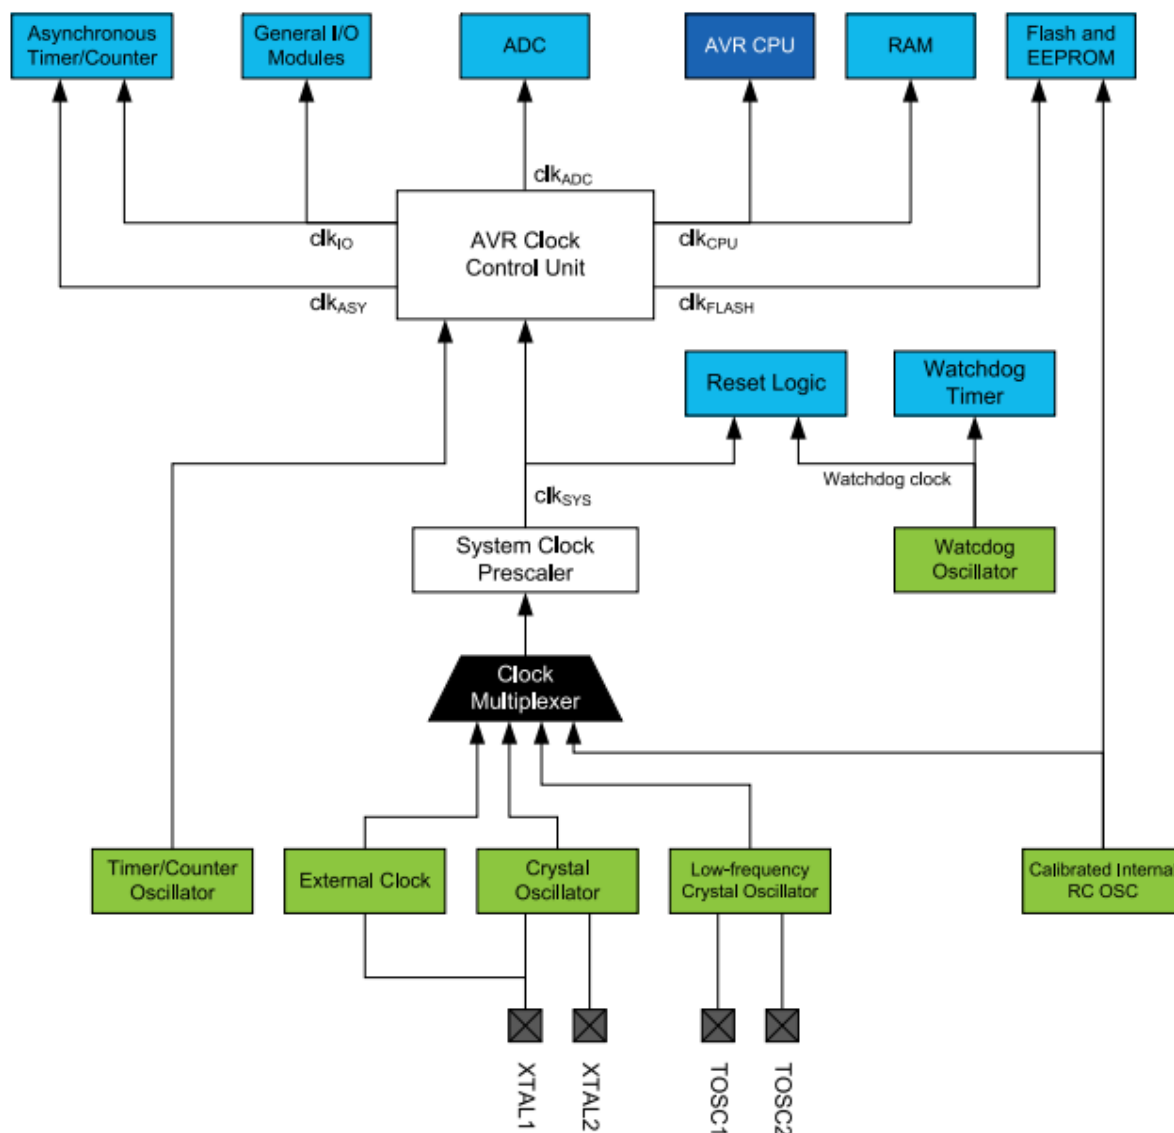 Asynchronous
Timer/Counter
General I/O
Modules
ADC
AVR CPU
RAM
Flash and
EEPROM
clkADC
AVR Clock
Control Unit
clkIO
clkCPU
clkASY
clkFLASH
Reset Logic
Watchdog
Timer
Watchdog clock
clkSYS
System Clock
Prescaler
Watcdog
Oscillator
Clock
Multiplexer
Timer/Counter
Oscillator
External Clock
Crystal
Oscillator
Low-frequency
Crystal Oscillator
Calibrated Interna
RC OSC
XTAL1
XTAL2
TOSC1
TOSC2